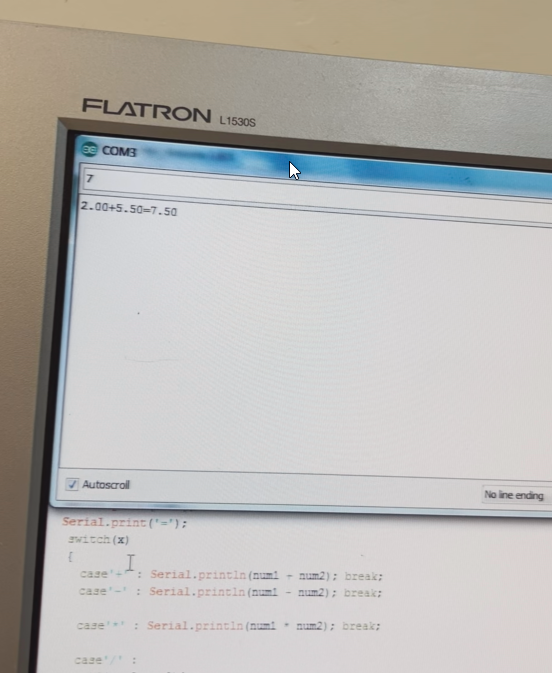 FLATRON L1530S
COM3
7
2.00+5.50=7.50
Autoscroll
No line ending
Serial.print('=');
switch(x)
{
case'+' : Serial.println(num1 + num2); break;
case'-' : Serial.println(num1 - num2); break;
case'*' : Serial.println(num1 * num2); break;
case'/' :